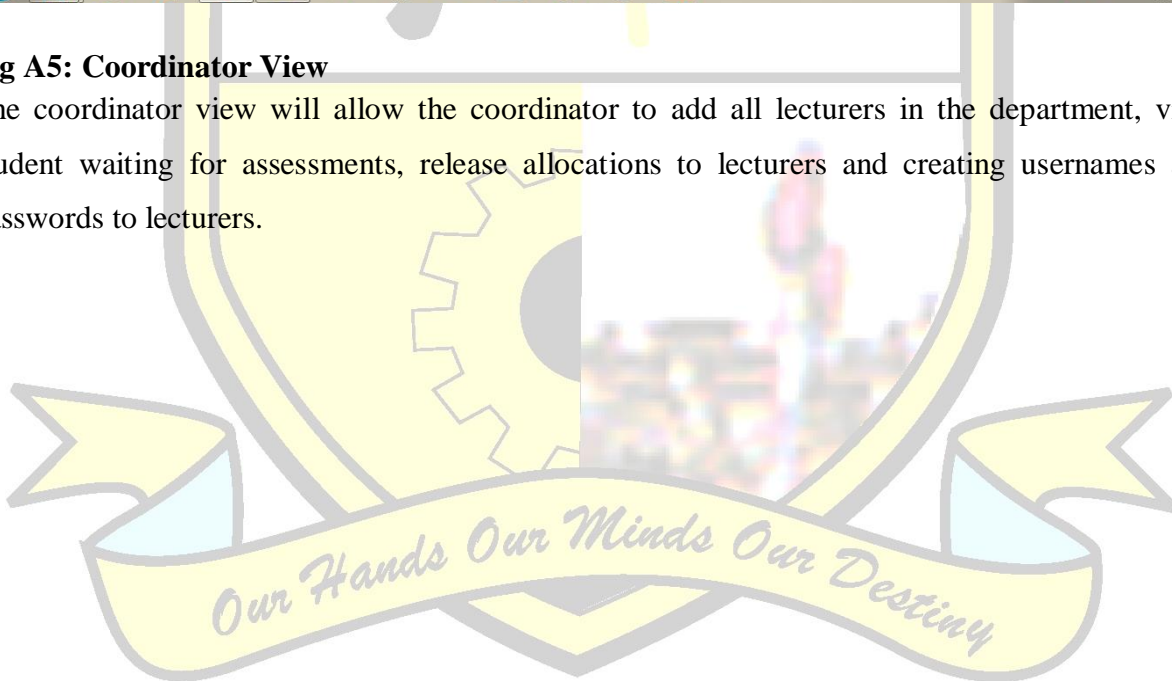 g A5: Coordinator View
he coordinator view will allow the coordinator to add all lecturers in the department, v
udent waiting for assessments, release allocations to lecturers and creating usernames
asswords to lecturers.
Our Hands Our Minds Our Destiny